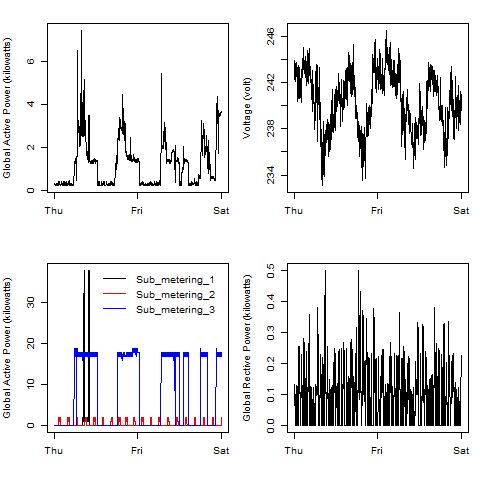 Global Active Power (kilowatts)
6
4
2
0
Thu
Fri
Sat
Voltage (volt)
246
242
238
234
Thu
Fri
Sat
Global Active Power (kilowatts)
30
20
10
0
Sub_metering_1
Sub_metering_2
Sub_metering_3
Thu
Fri
Sat
Global Rective Power (kilowatts)
0.5
0.4
0.3
0.2
0.1
0.0
Thu
Fri
Sat